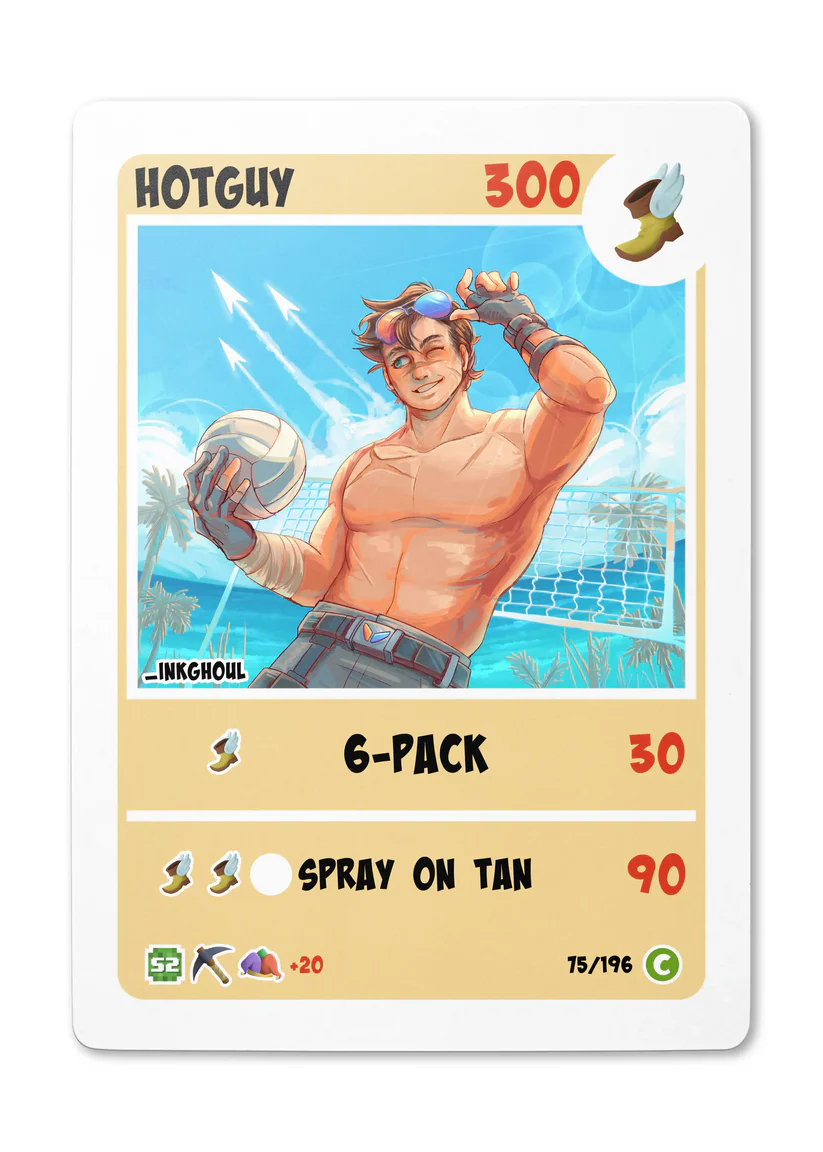 HOTGUY 300
_INKGHOUL
6-PACK 30
SPRAY ON TAN 90
S2 +20 75/196 C